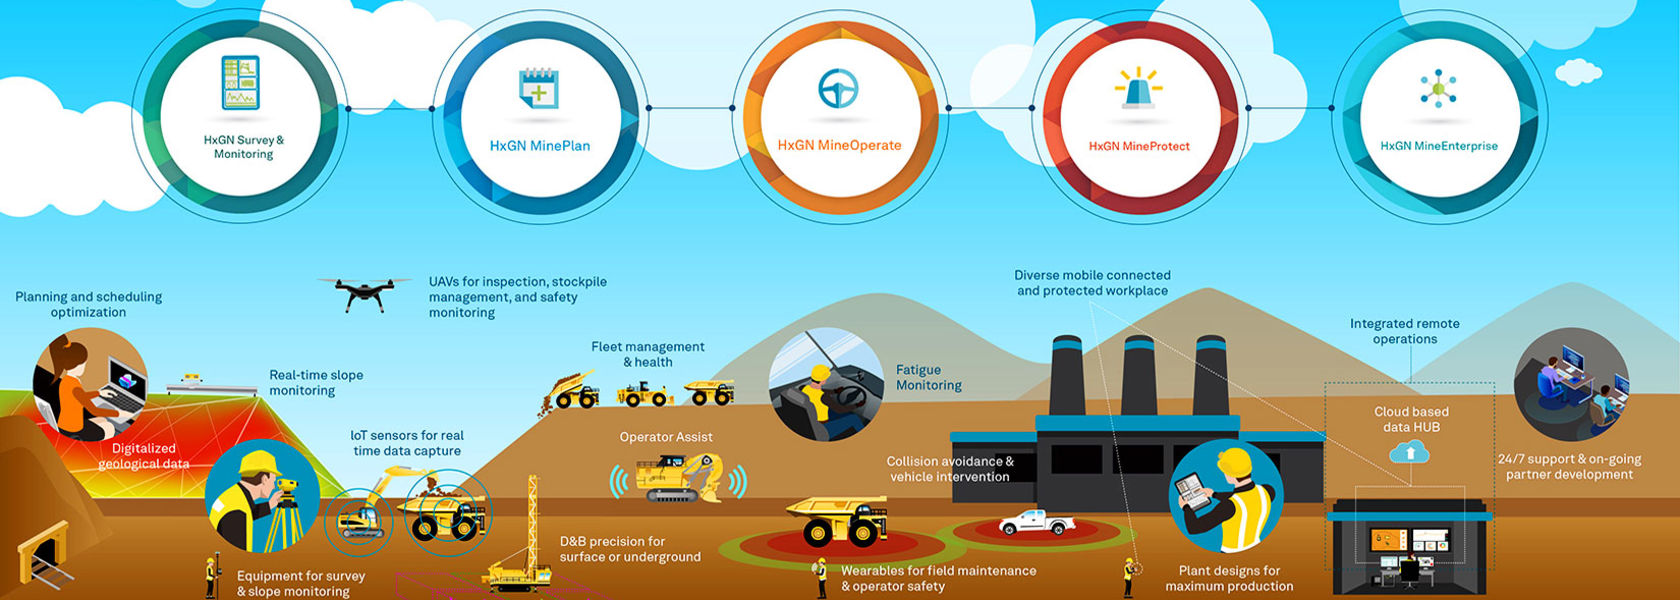 HxGN Survey &
Monitoring
HxGN MinePlan
HxGN MineOperate
HxGN MineProtect
HxGN MineEnterprise
Planning and scheduling
optimization
UAVs for inspection, stockpile
management, and safety
monitoring
Diverse mobile connected
and protected workplace
Integrated remote
operations
Real-time slope
monitoring
Fleet management
& health
Fatigue
Monitoring
Cloud based
data HUB
Digitalized
geological data
IoT sensors for real
time data capture
Operator Assist
Collision avoidance &
vehicle intervention
24/7 support & on-going
partner development
Equipment for survey
& slope monitoring
D&B precision for
surface or underground
Wearables for field maintenance
& operator safety
Plant designs for
maximum production